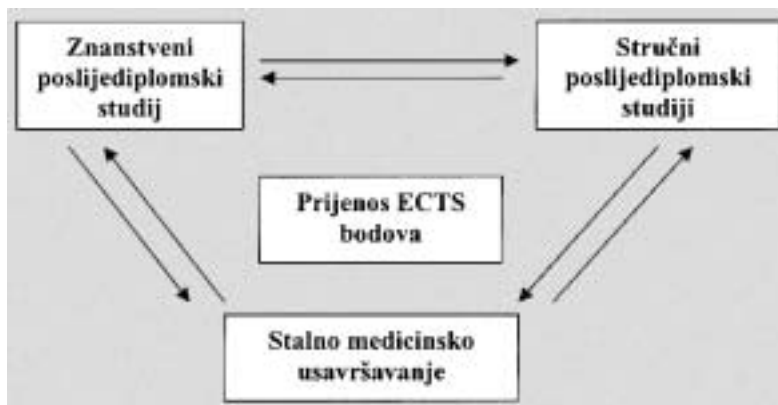 Znanstveni
poslijediplomski
studij
Stručni
poslijediplomski
studiji
Prijenos ECTS
bodova
Stalno medicinsko
usavršavanje